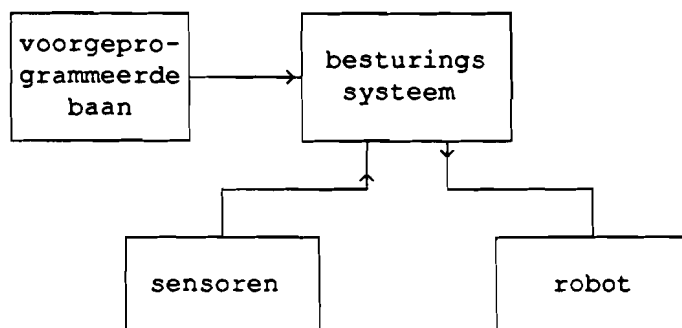 voorgepro-
grammeerde
baan
besturings
systeem
sensoren
robot